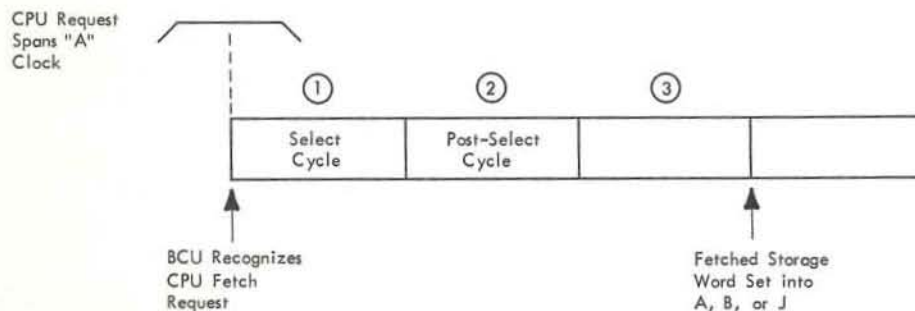 CPU Request
Spans "A"
Clock
1
2
3
Select
Cycle
Post-Select
Cycle
BCU Recognizes
CPU Fetch
Request
Fetched Storage
Word Set into
A, B, or J